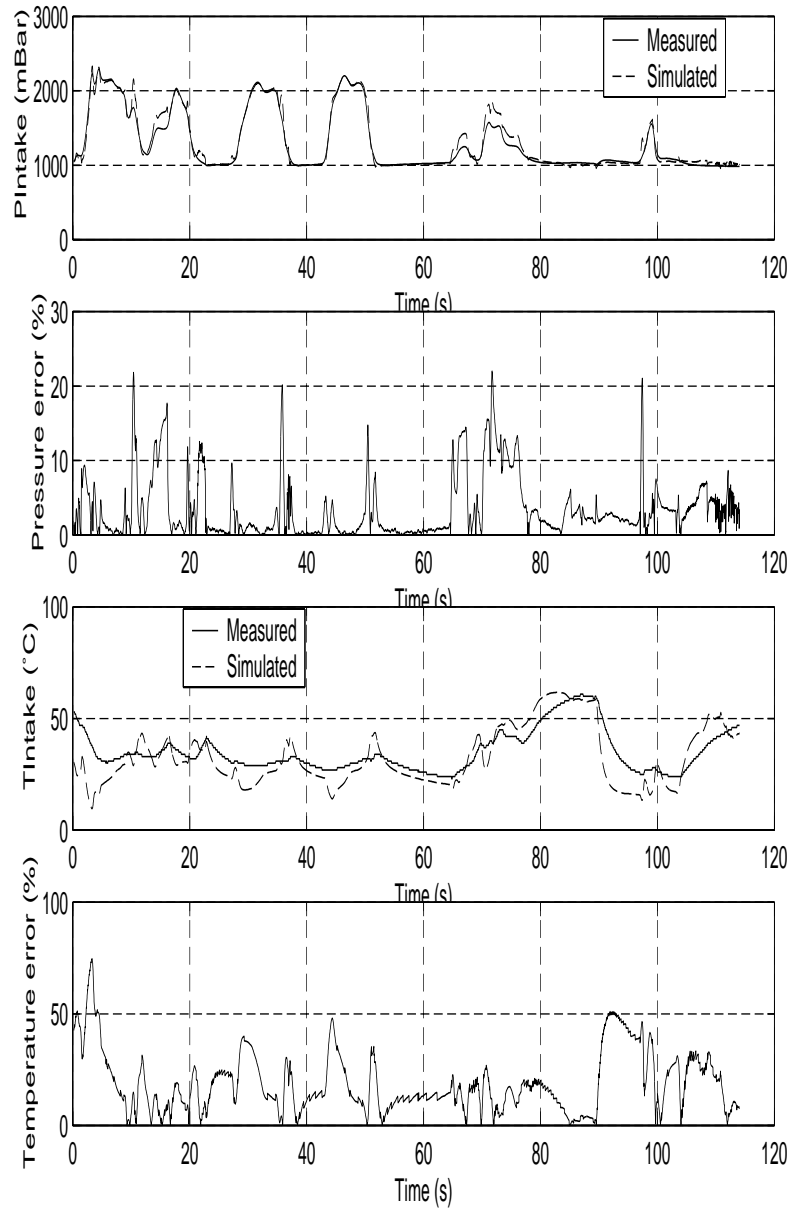 PIntake (mBar)
3000
2000
1000
0
Measured
Simulated
0 20 40 60 80 100 120
Time (s)
Pressure error (%)
30
20
10
0
0 20 40 60 80 100 120
Time (s)
TIntake (°C)
100
50
0
Measured
Simulated
0 20 40 60 80 100 120
Time (s)
Temperature error (%)
100
50
0
0 20 40 60 80 100 120
Time (s)